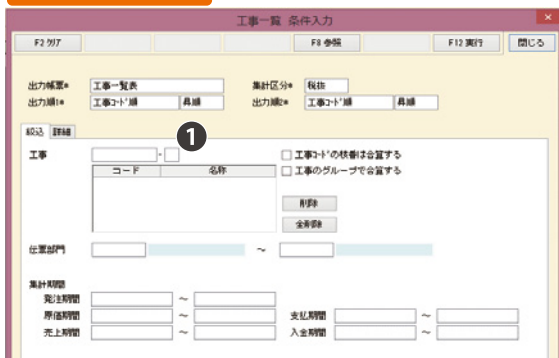 工事一覧 条件入力
×
F2 クリア
F8 参照
F12 実行
閉じる
出力帳票* 工事一覧表 集計区分* 税抜
出力順1* 工事コード順 昇順 出力順2* 工事コード順 昇順
絞込 詳細
1
工事 - □ 工事コードの枝番は合算する
コード 名称 □ 工事のグループで合算する
削除
全削除
伝票部門 ～
集計期間
発注期間 ～
原価期間 ～ 支払期間 ～
売上期間 ～ 入金期間 ～